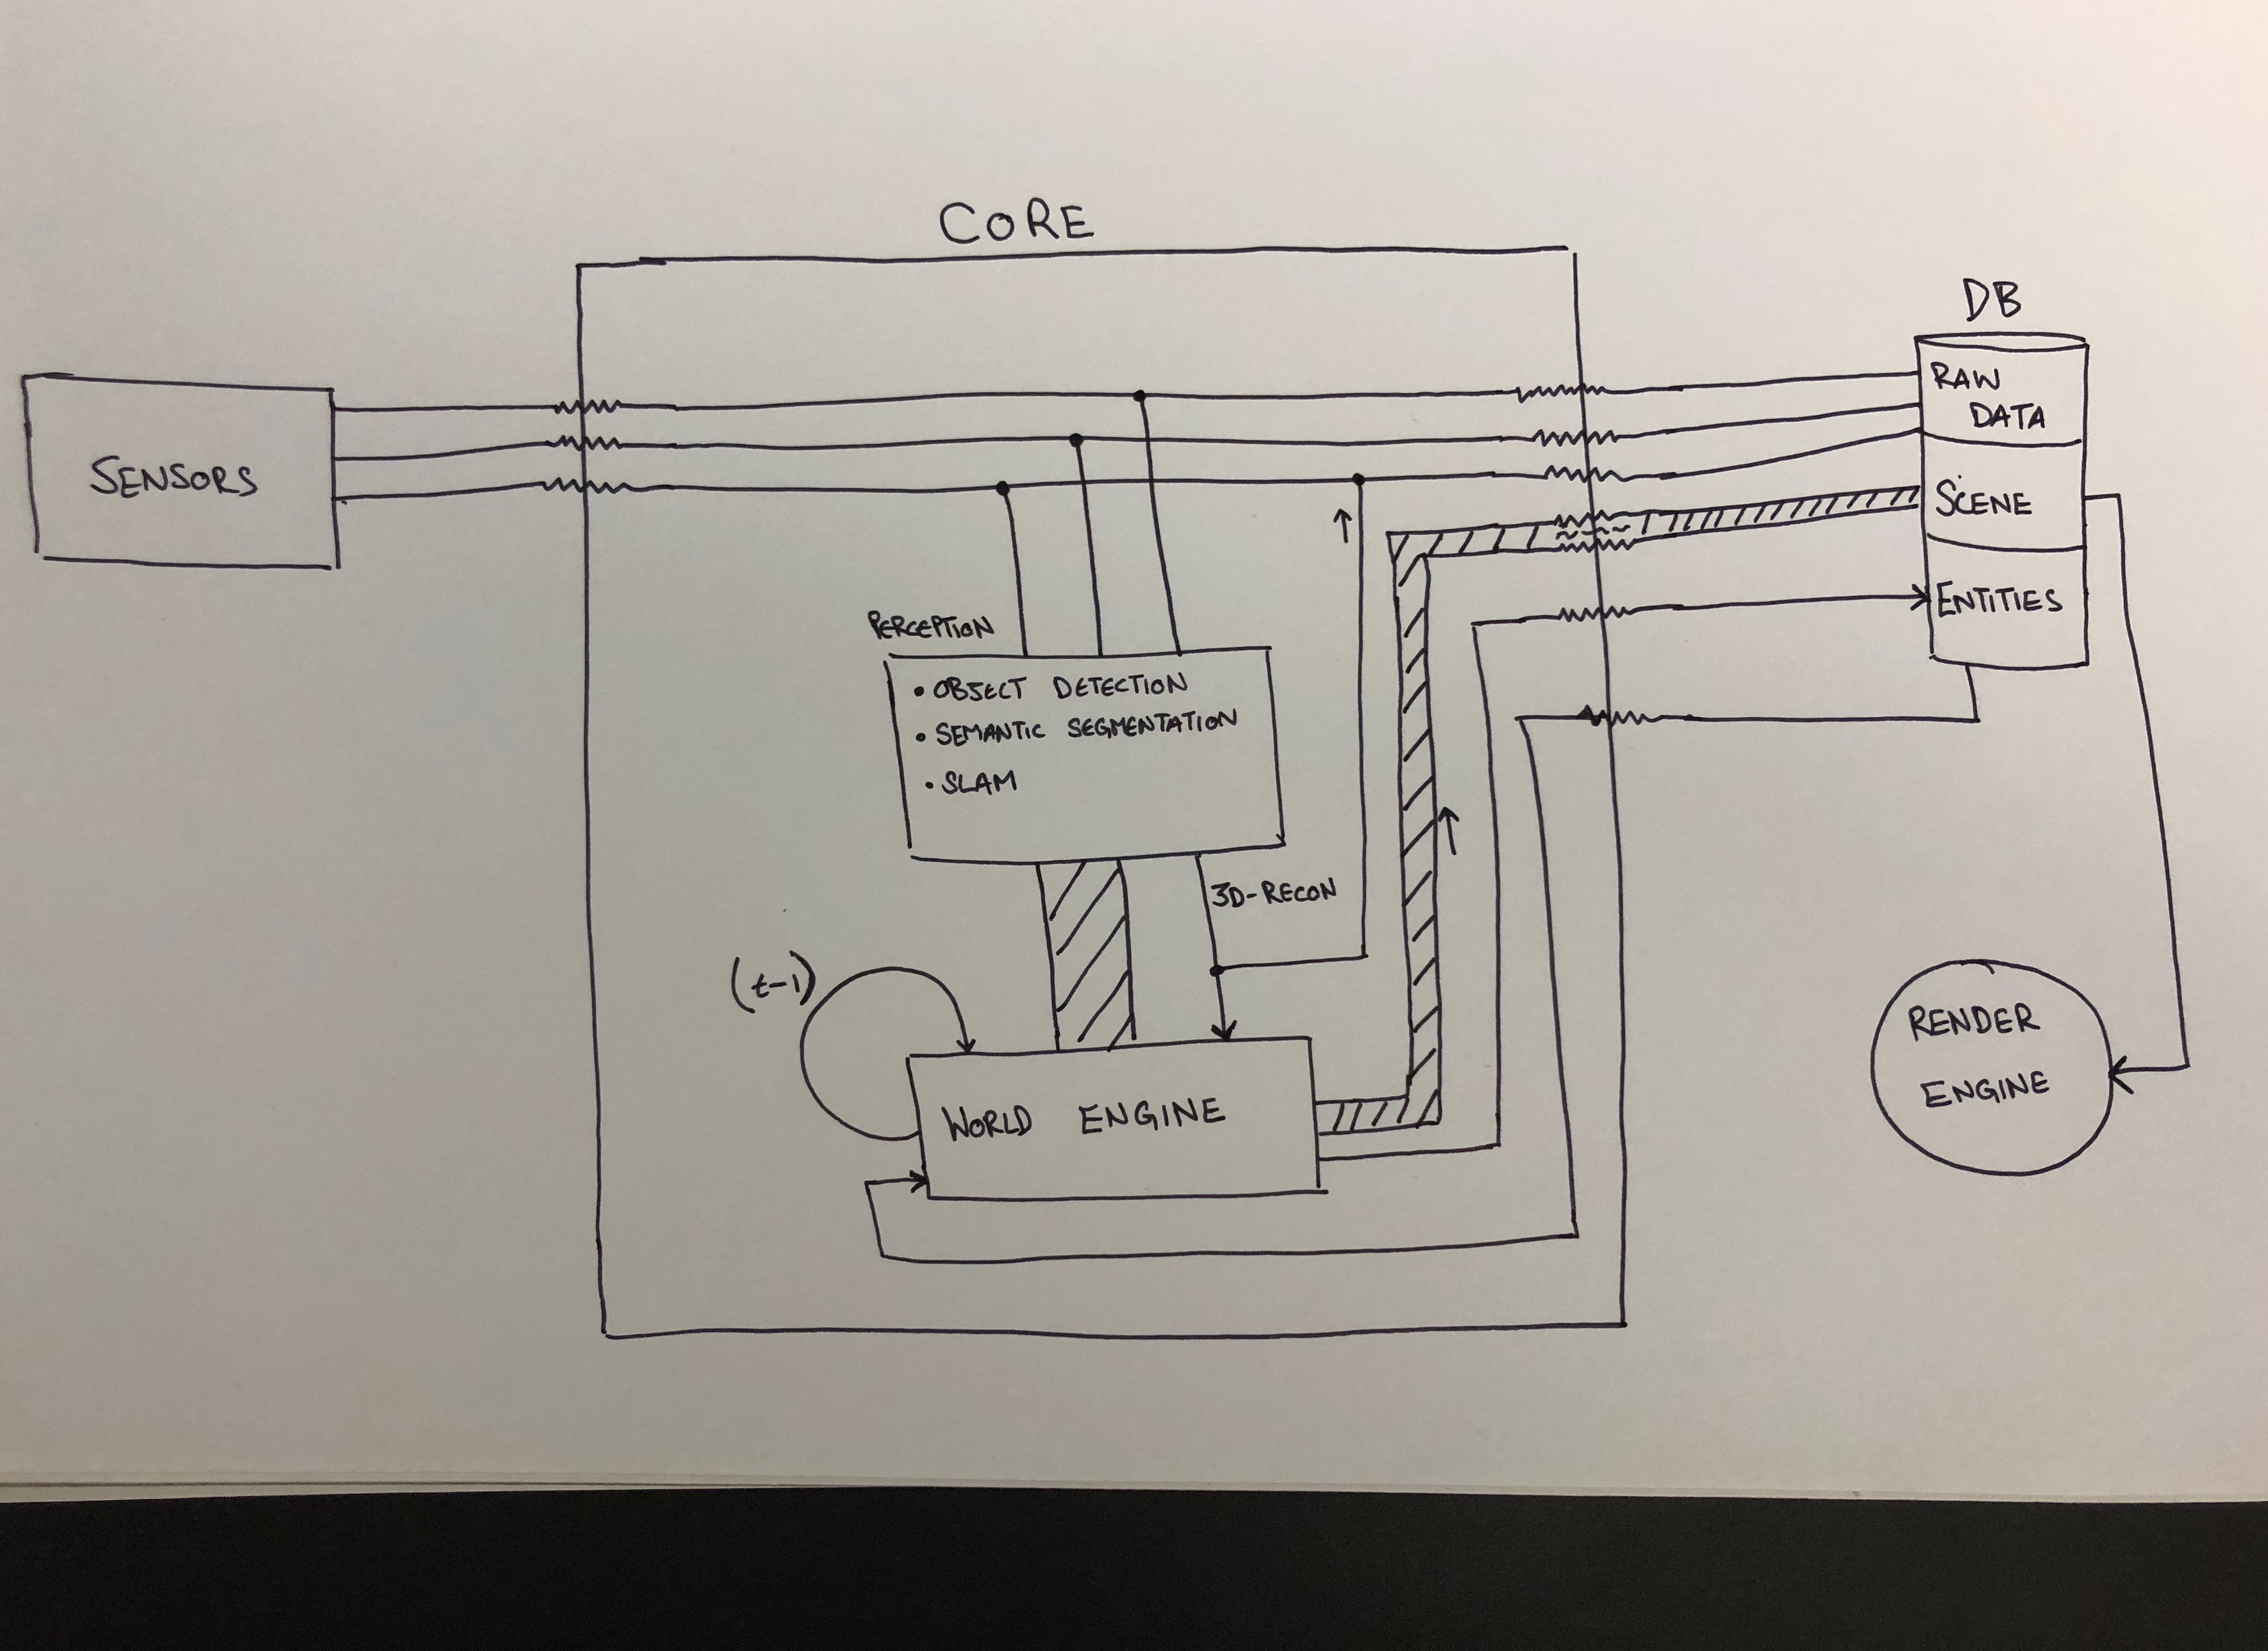 CORE
DB
RAW
DATA
SENSORS
SCENE
ENTITIES
PERCEPTION
• OBJECT DETECTION
• SEMANTIC SEGMENTATION
• SLAM
3D-RECON
(t-1)
WORLD ENGINE
RENDER
ENGINE